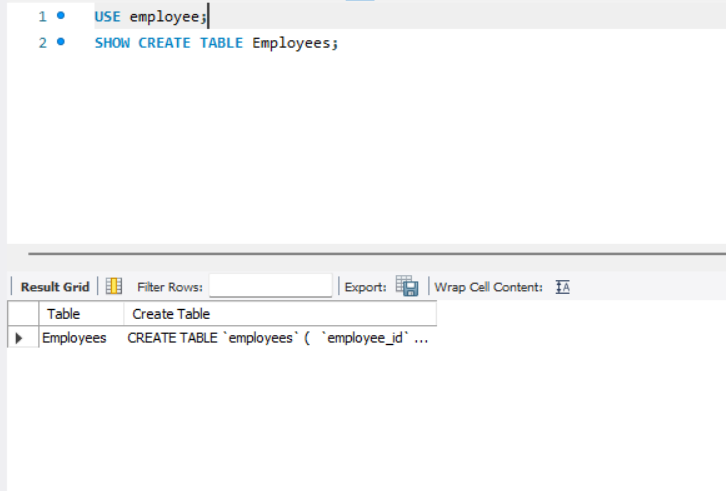 1 USE employee;
2 SHOW CREATE TABLE Employees;
Result Grid Filter Rows: Export: Wrap Cell Content: IA
Table Create Table
Employees CREATE TABLE `employees` ( `employee_id` ...